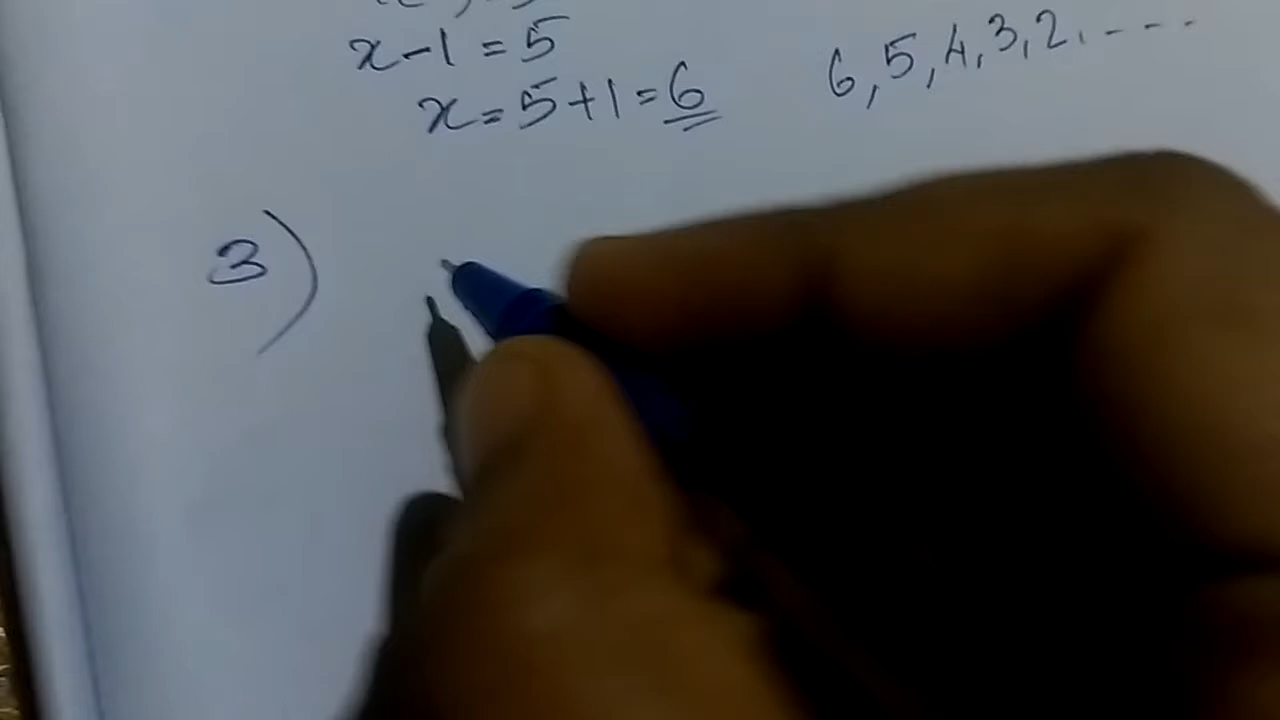 x-1=5
x=5+1=6
6,5,4,3,2,----
3)